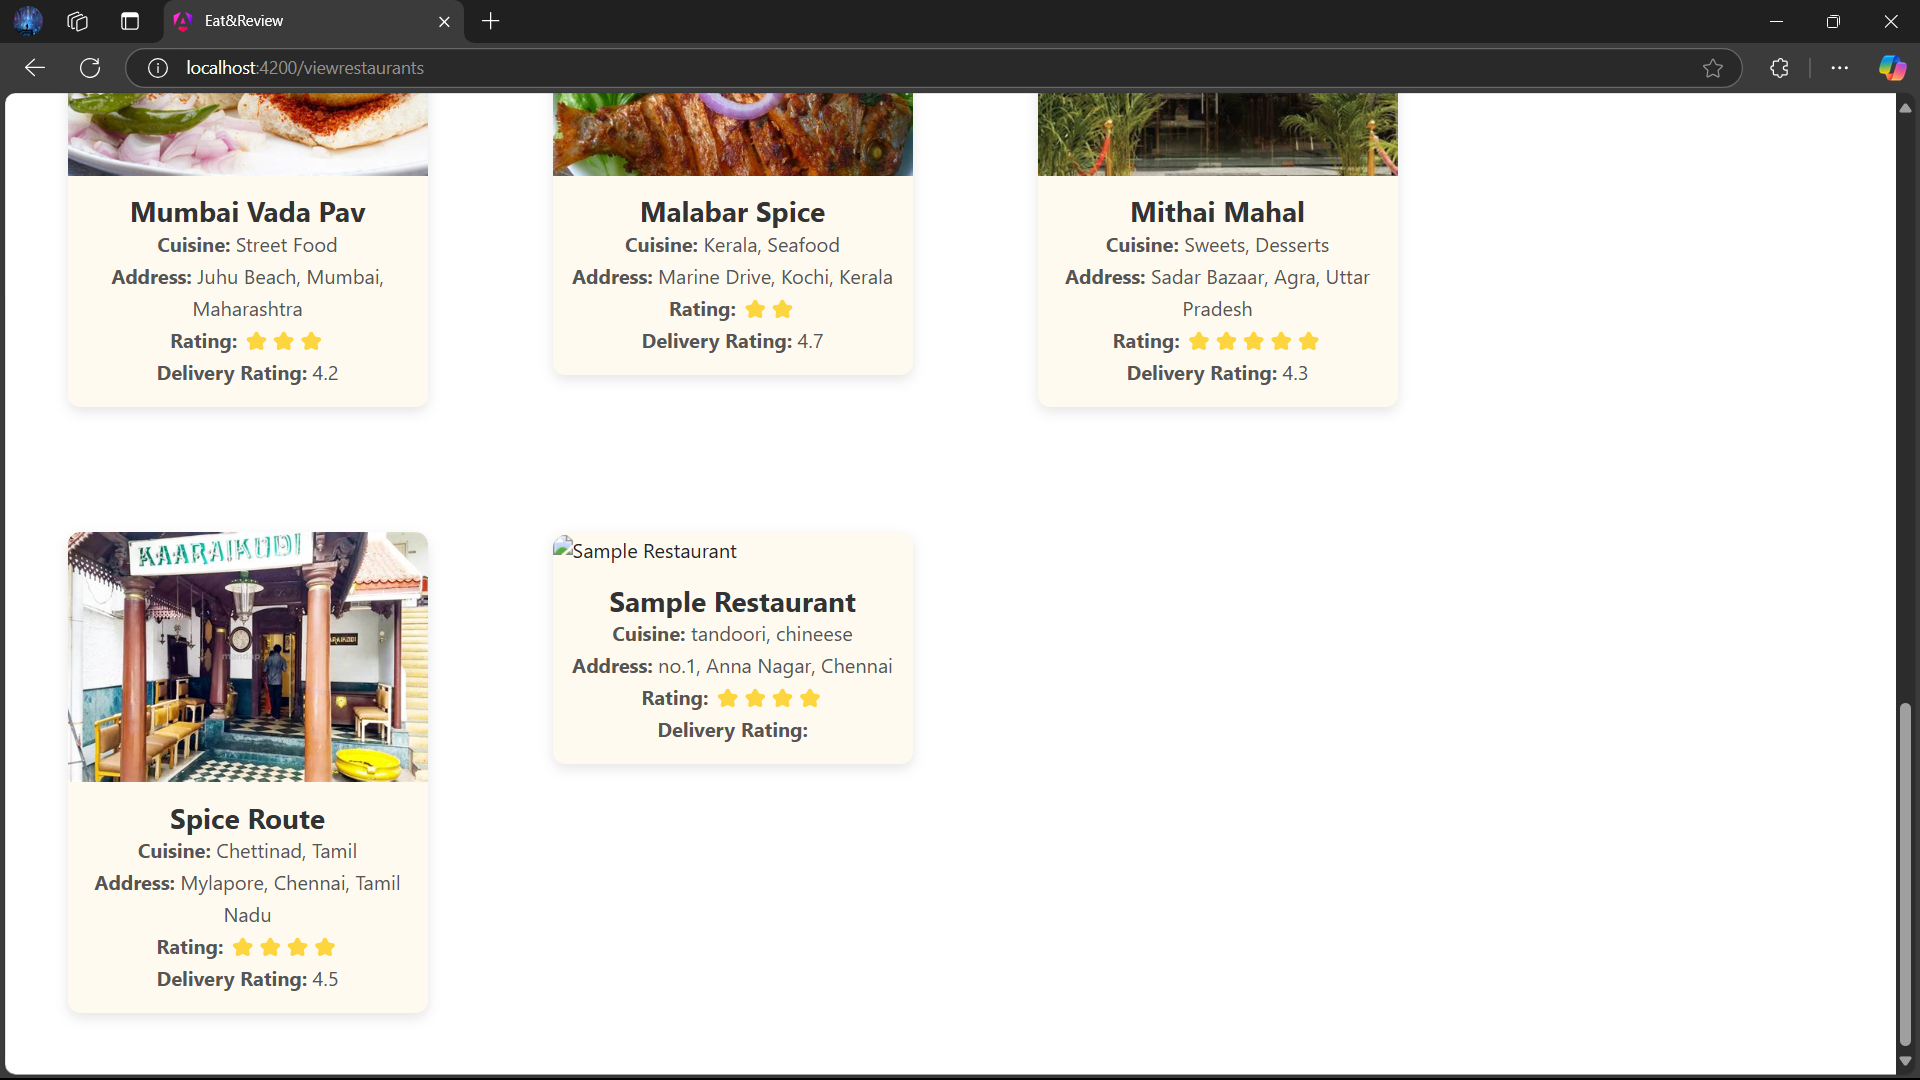 Eat&Review
localhost:4200/viewrestaurants
Mumbai Vada Pav
Cuisine: Street Food
Address: Juhu Beach, Mumbai,
Maharashtra
Rating:
Delivery Rating: 4.2
Malabar Spice
Cuisine: Kerala, Seafood
Address: Marine Drive, Kochi, Kerala
Rating:
Delivery Rating: 4.7
Mithai Mahal
Cuisine: Sweets, Desserts
Address: Sadar Bazaar, Agra, Uttar
Pradesh
Rating:
Delivery Rating: 4.3
KAARAIKUDI
Spice Route
Cuisine: Chettinad, Tamil
Address: Mylapore, Chennai, Tamil
Nadu
Rating:
Delivery Rating: 4.5
Sample Restaurant
Sample Restaurant
Cuisine: tandoori, chineese
Address: no.1, Anna Nagar, Chennai
Rating:
Delivery Rating: